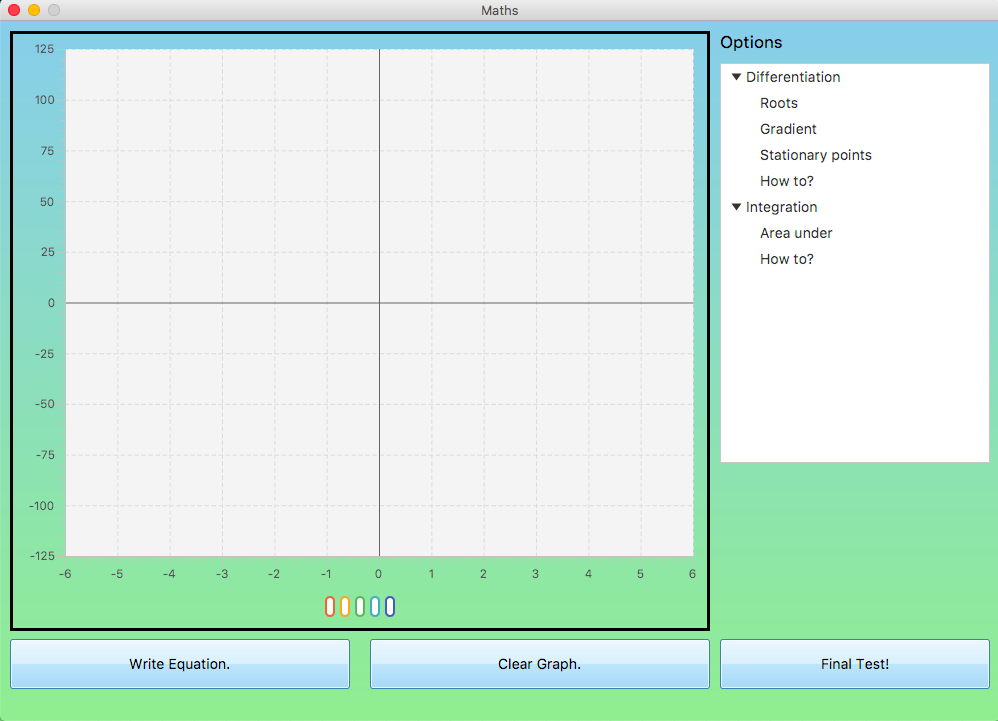 Maths
Options
125
100
75
50
25
0
-25
-50
-75
-100
-125
-6 -5 -4 -3 -2 -1 0 1 2 3 4 5 6
Differentiation
Roots
Gradient
Stationary points
How to?
Integration
Area under
How to?
Write Equation. Clear Graph. Final Test!